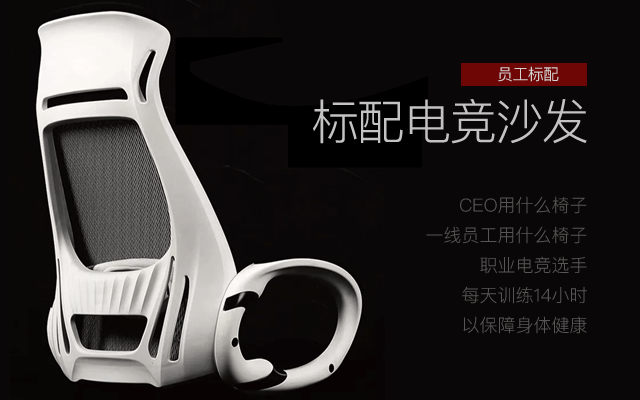 员工标配
标配电竞沙发
CEO用什么椅子
一线员工用什么椅子
职业电竞选手
每天训练14小时
以保障身体健康